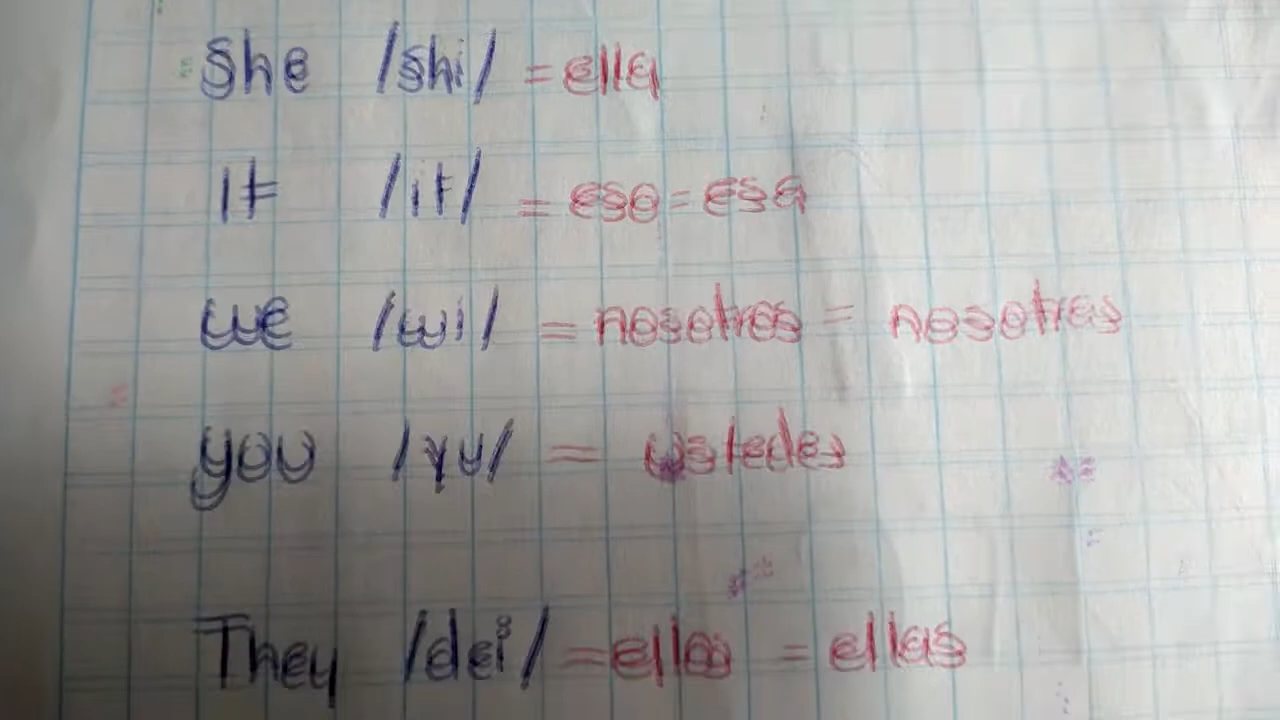 She /shi/ = ella
it /it/ = eso = esa
we /wi/ = nosotros = nosotras
you /yu/ = ustedes
They /dei/ = ellos = ellas